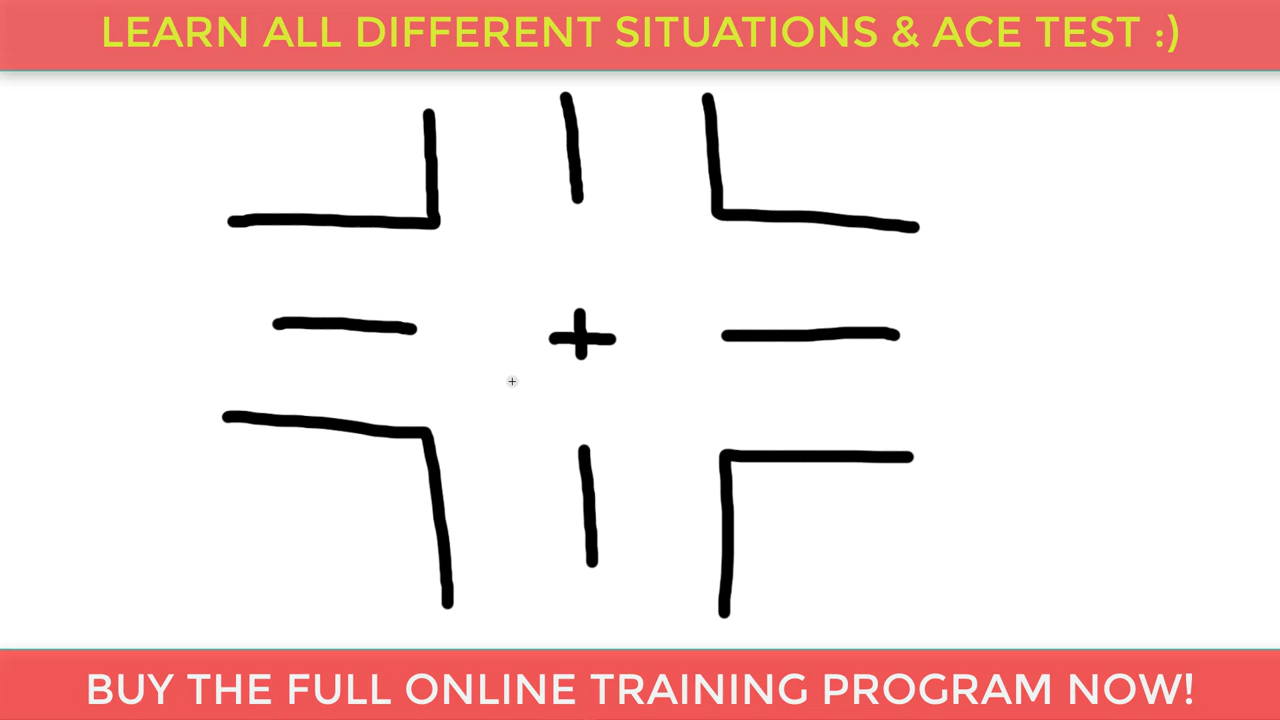 LEARN ALL DIFFERENT SITUATIONS & ACE TEST :)
BUY THE FULL ONLINE TRAINING PROGRAM NOW!